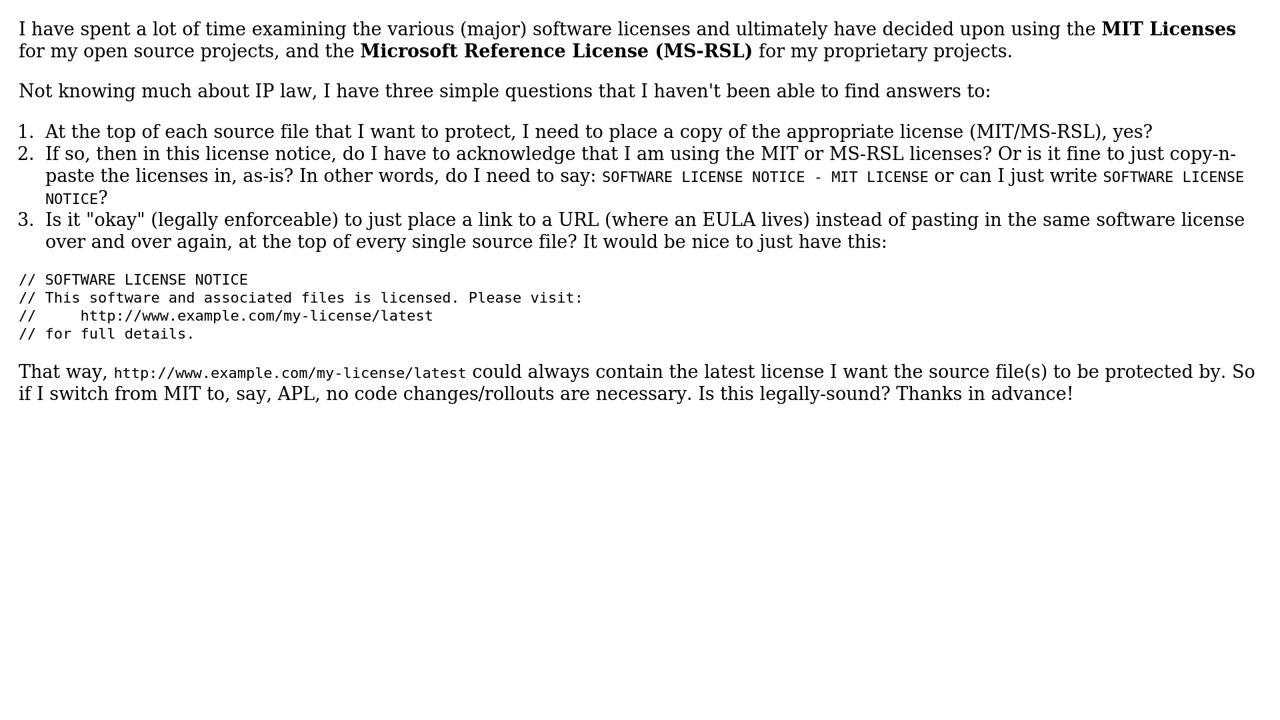 I have spent a lot of time examining the various (major) software licenses and ultimately have decided upon using the MIT Licenses
for my open source projects, and the Microsoft Reference License (MS-RSL) for my proprietary projects.
Not knowing much about IP law, I have three simple questions that I haven't been able to find answers to:
1. At the top of each source file that I want to protect, I need to place a copy of the appropriate license (MIT/MS-RSL), yes?
2. If so, then in this license notice, do I have to acknowledge that I am using the MIT or MS-RSL licenses? Or is it fine to just copy-n-
paste the licenses in, as-is? In other words, do I need to say: SOFTWARE LICENSE NOTICE - MIT LICENSE or can I just write SOFTWARE LICENSE
NOTICE?
3. Is it "okay" (legally enforceable) to just place a link to a URL (where an EULA lives) instead of pasting in the same software license
over and over again, at the top of every single source file? It would be nice to just have this:
// SOFTWARE LICENSE NOTICE
// This software and associated files is licensed. Please visit:
//     http://www.example.com/my-license/latest
// for full details.
That way, http://www.example.com/my-license/latest could always contain the latest license I want the source file(s) to be protected by. So
if I switch from MIT to, say, APL, no code changes/rollouts are necessary. Is this legally-sound? Thanks in advance!